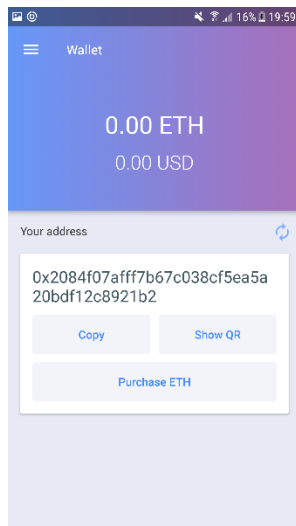 16% 19:59
Wallet
0.00 ETH
0.00 USD
Your address
0x2084f07afff7b67c038cf5ea5a
20bdf12c8921b2
Copy Show QR
Purchase ETH